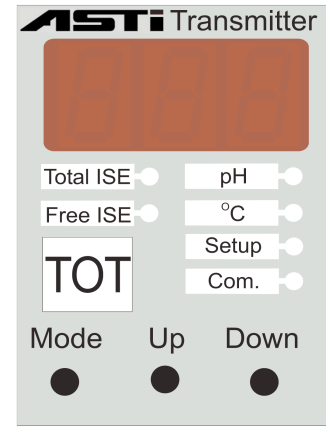 ASTi Transmitter
Total ISE pH
Free ISE °C
Setup
TOT Com.
Mode Up Down